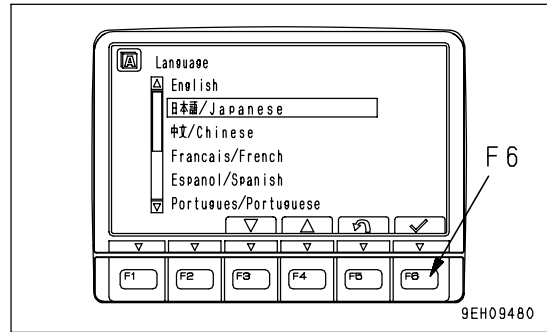 A Language
English
日本語/Japanese
中文/Chinese
Francais/French
Espanol/Spanish
Portugues/Portuguese
F6
F1 F2 F3 F4 F5 F6
9EH09480